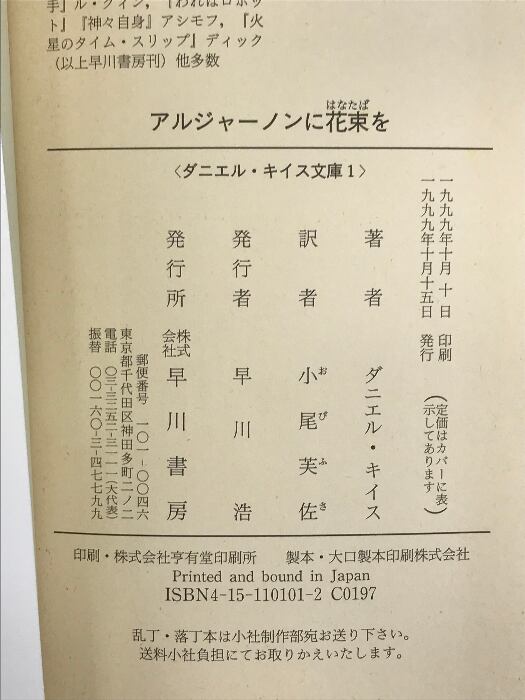 手』ル・グイン,『われはロボッ
ト』『神々自身』アシモフ,『火
星のタイム・スリップ』ディック
（以上早川書房刊）他多数
はなたば
アルジャーノンに花束を
〈ダニエル・キイス文庫1〉
一九九九年十月十日 印刷
一九九九年十月十五日 発行
（定価はカバーに表
示してあります）
著者 ダニエル・キイス
訳者 小尾芙佐
お び ふ さ
発行者 早川浩
発行所 株式会社 早川書房
郵便番号 一〇一-〇〇四六
東京都千代田区神田多町二ノ二
電話 〇三-三二五二-三一一一(大代表)
振替 〇〇一六〇-三-四七七九九
印刷・株式会社亨有堂印刷所 製本・大口製本印刷株式会社
Printed and bound in Japan
ISBN4-15-110101-2 C0197
乱丁・落丁本は小社制作部宛お送り下さい。
送料小社負担にてお取りかえいたします。